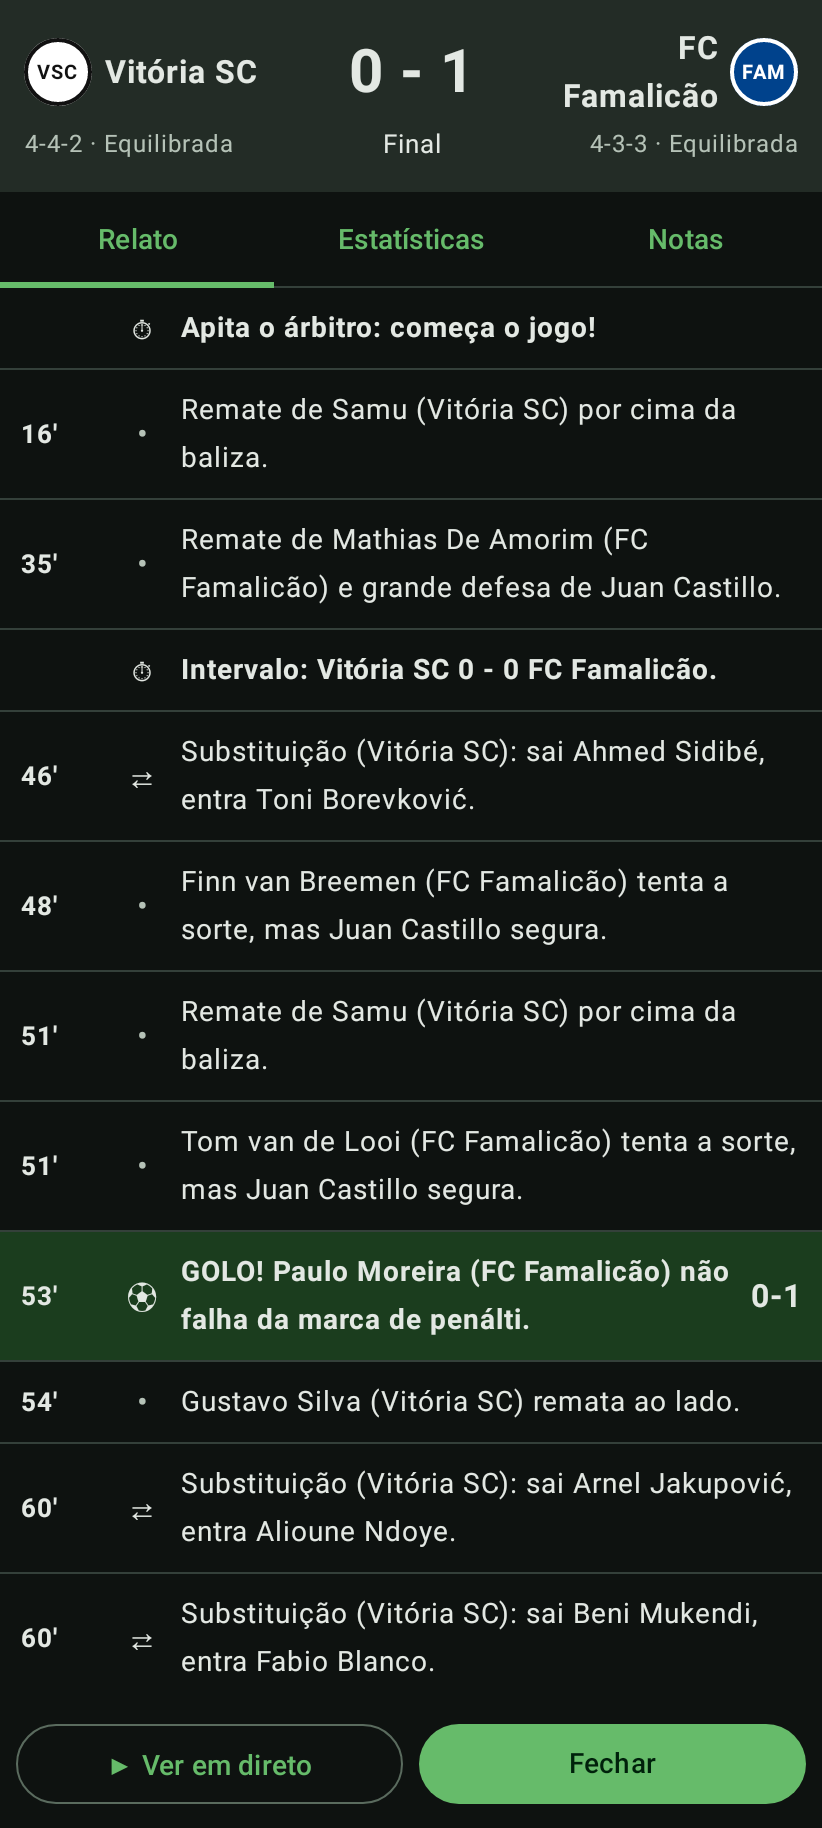 VSC Vitória SC
0 - 1
FC
Famalicão FAM
4-4-2 · Equilibrada
Final
4-3-3 · Equilibrada
Relato
Estatísticas
Notas
⏱ Apita o árbitro: começa o jogo!
16' • Remate de Samu (Vitória SC) por cima da
baliza.
35' • Remate de Mathias De Amorim (FC
Famalicão) e grande defesa de Juan Castillo.
⏱ Intervalo: Vitória SC 0 - 0 FC Famalicão.
46' ⇄ Substituição (Vitória SC): sai Ahmed Sidibé,
entra Toni Borevković.
48' • Finn van Breemen (FC Famalicão) tenta a
sorte, mas Juan Castillo segura.
51' • Remate de Samu (Vitória SC) por cima da
baliza.
51' • Tom van de Looi (FC Famalicão) tenta a sorte,
mas Juan Castillo segura.
53' ⚽ GOLO! Paulo Moreira (FC Famalicão) não
falha da marca de penálti.
0-1
54' • Gustavo Silva (Vitória SC) remata ao lado.
60' ⇄ Substituição (Vitória SC): sai Arnel Jakupović,
entra Alioune Ndoye.
60' ⇄ Substituição (Vitória SC): sai Beni Mukendi,
entra Fabio Blanco.
► Ver em direto
Fechar